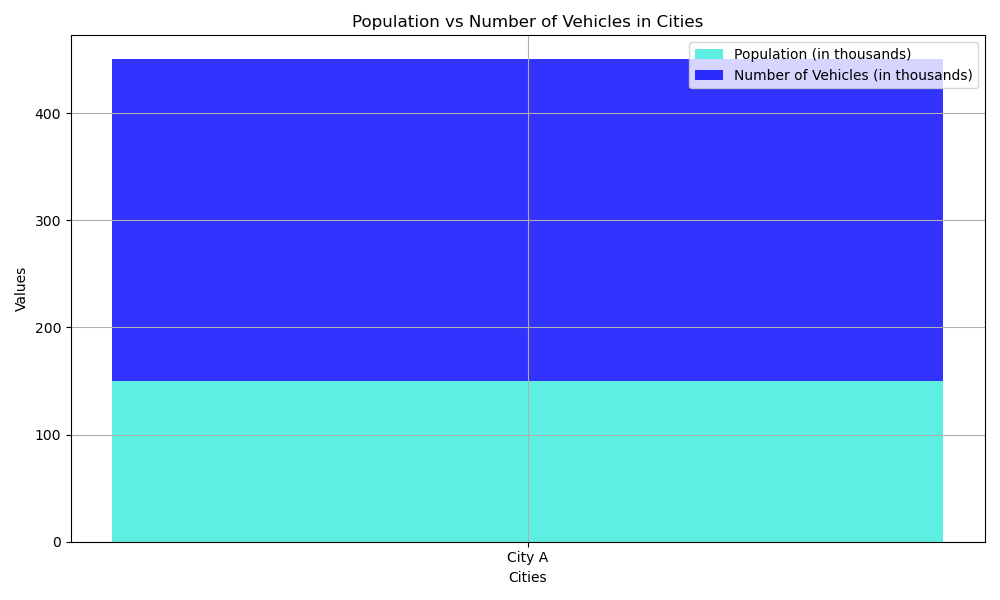 Population vs Number of Vehicles in Cities
Population (in thousands)
Number of Vehicles (in thousands)
400
300
200
100
0
Values
City A
Cities